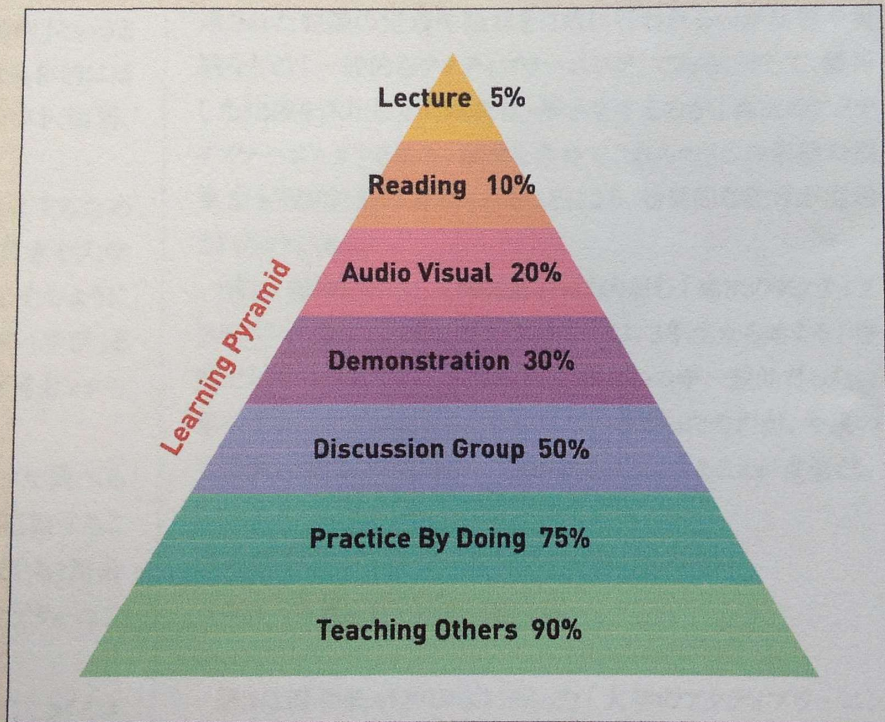 Lecture 5%
Reading 10%
Audio Visual 20%
Learning Pyramid
Demonstration 30%
Discussion Group 50%
Practice By Doing 75%
Teaching Others 90%